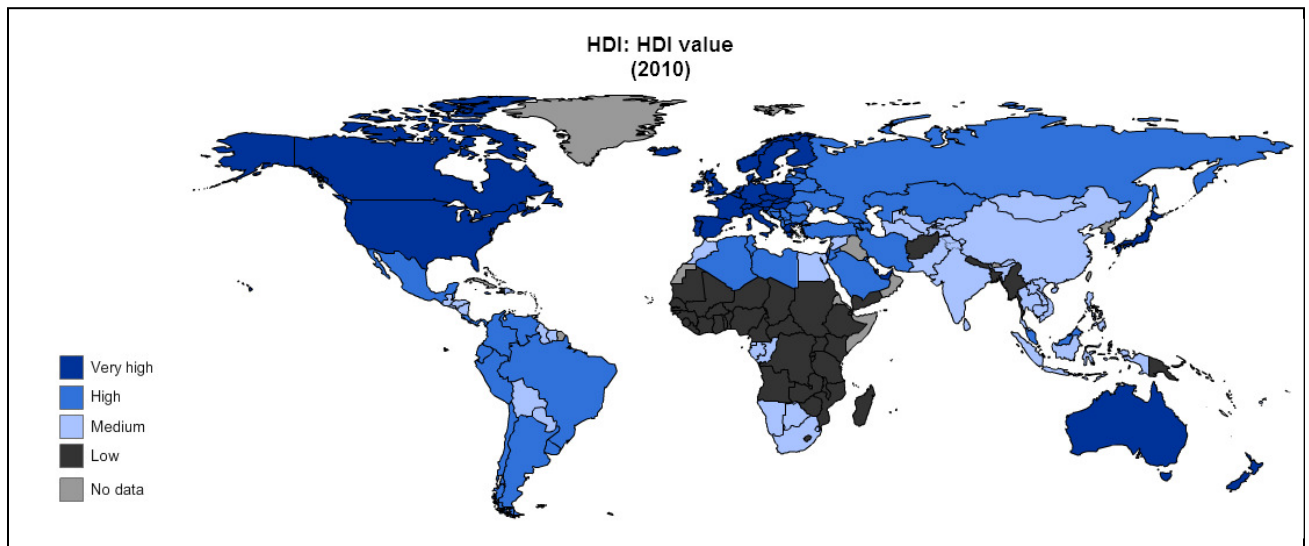 HDI: HDI value
(2010)
Very high
High
Medium
Low
No data